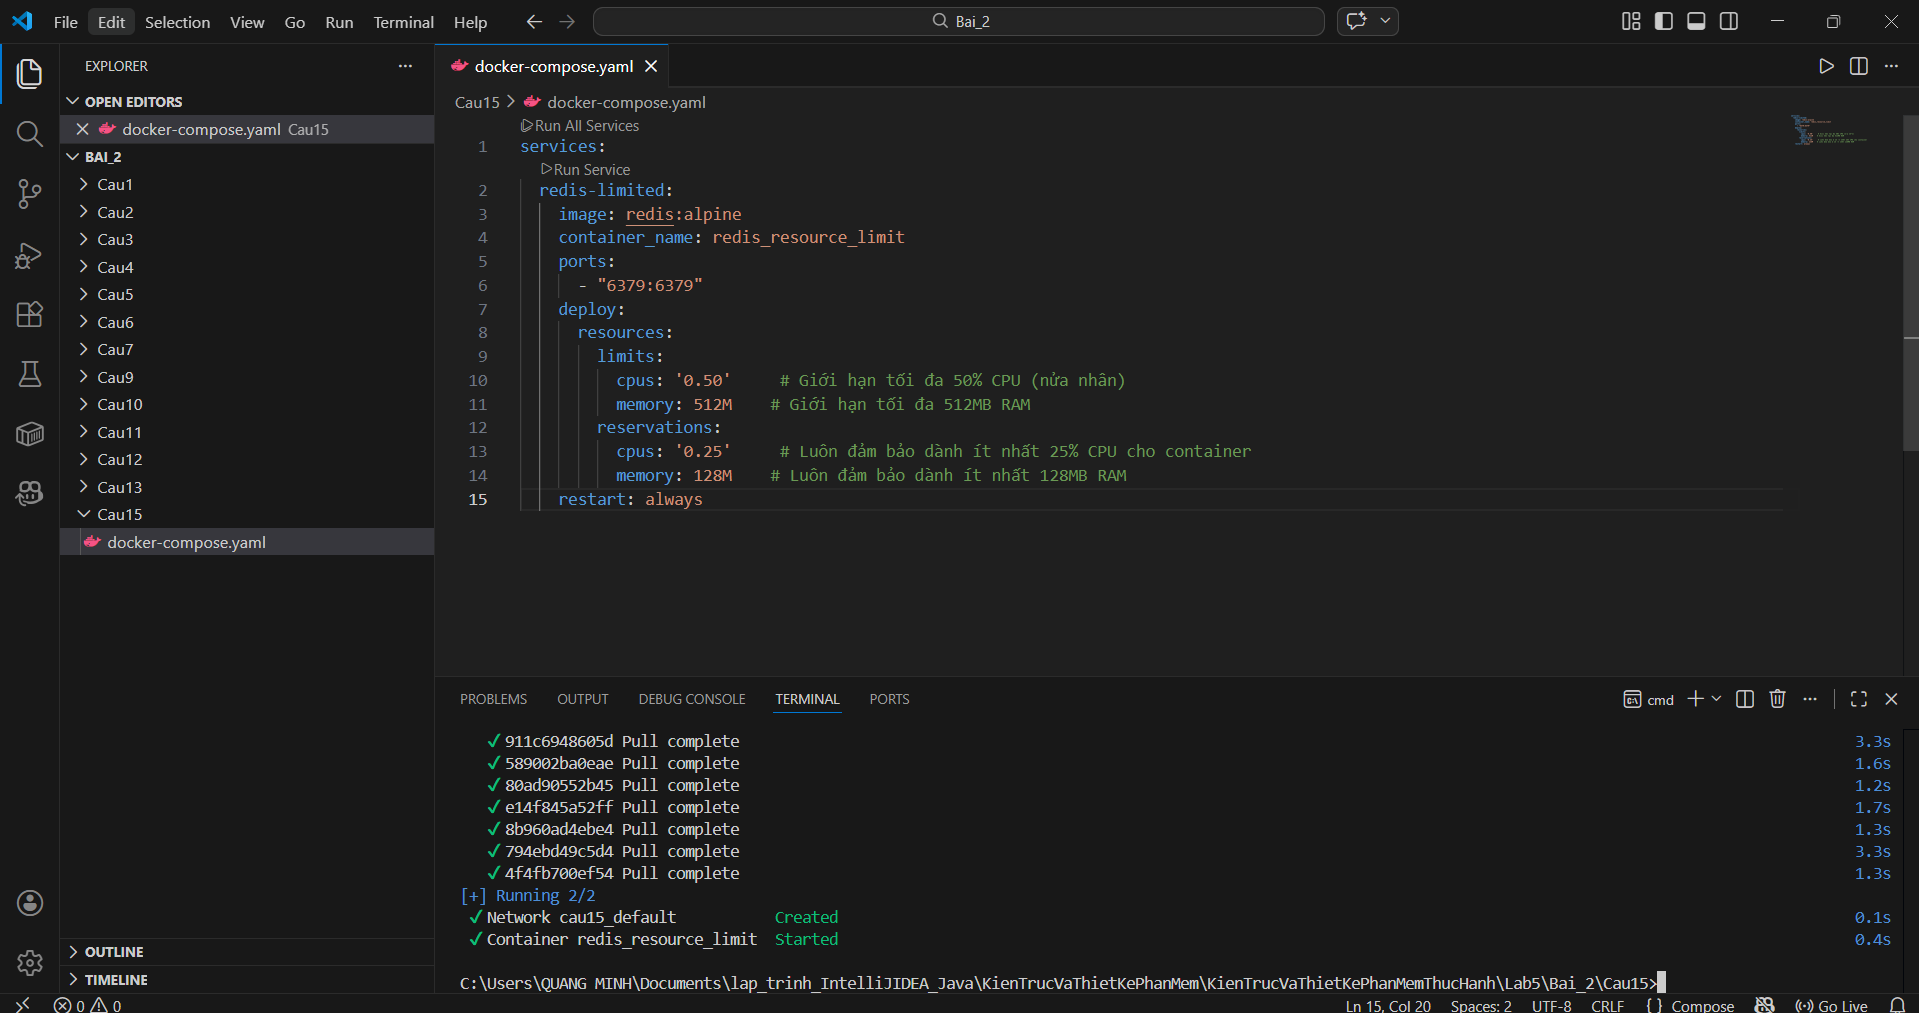 File Edit Selection View Go Run Terminal Help
Bai_2
EXPLORER
OPEN EDITORS
docker-compose.yaml Cau15
BAI_2
Cau1
Cau2
Cau3
Cau4
Cau5
Cau6
Cau7
Cau9
Cau10
Cau11
Cau12
Cau13
Cau15
docker-compose.yaml
OUTLINE
TIMELINE
docker-compose.yaml
Cau15 > docker-compose.yaml
Run All Services
1 services:
Run Service
2 redis-limited:
3 image: redis:alpine
4 container_name: redis_resource_limit
5 ports:
6 - "6379:6379"
7 deploy:
8 resources:
9 limits:
10 cpus: '0.50' # Giới hạn tối đa 50% CPU (nửa nhân)
11 memory: 512M # Giới hạn tối đa 512MB RAM
12 reservations:
13 cpus: '0.25' # Luôn đảm bảo dành ít nhất 25% CPU cho container
14 memory: 128M # Luôn đảm bảo dành ít nhất 128MB RAM
15 restart: always
PROBLEMS OUTPUT DEBUG CONSOLE TERMINAL PORTS
cmd
✓ 911c6948605d Pull complete 3.3s
✓ 589002ba0eae Pull complete 1.6s
✓ 80ad90552b45 Pull complete 1.2s
✓ e14f845a52ff Pull complete 1.7s
✓ 8b960ad4ebe4 Pull complete 1.3s
✓ 794ebd49c5d4 Pull complete 3.3s
✓ 4f4fb700ef54 Pull complete 1.3s
[+] Running 2/2
✓ Network cau15_default Created 0.1s
✓ Container redis_resource_limit Started 0.4s
C:\Users\QUANG MINH\Documents\lap_trinh_IntelliJIDEA_Java\KienTrucVaThietKePhanMem\KienTrucVaThietKePhanMemThucHanh\Lab5\Bai_2\Cau15>
0 0 Ln 15, Col 20 Spaces: 2 UTF-8 CRLF { } Compose Go Live